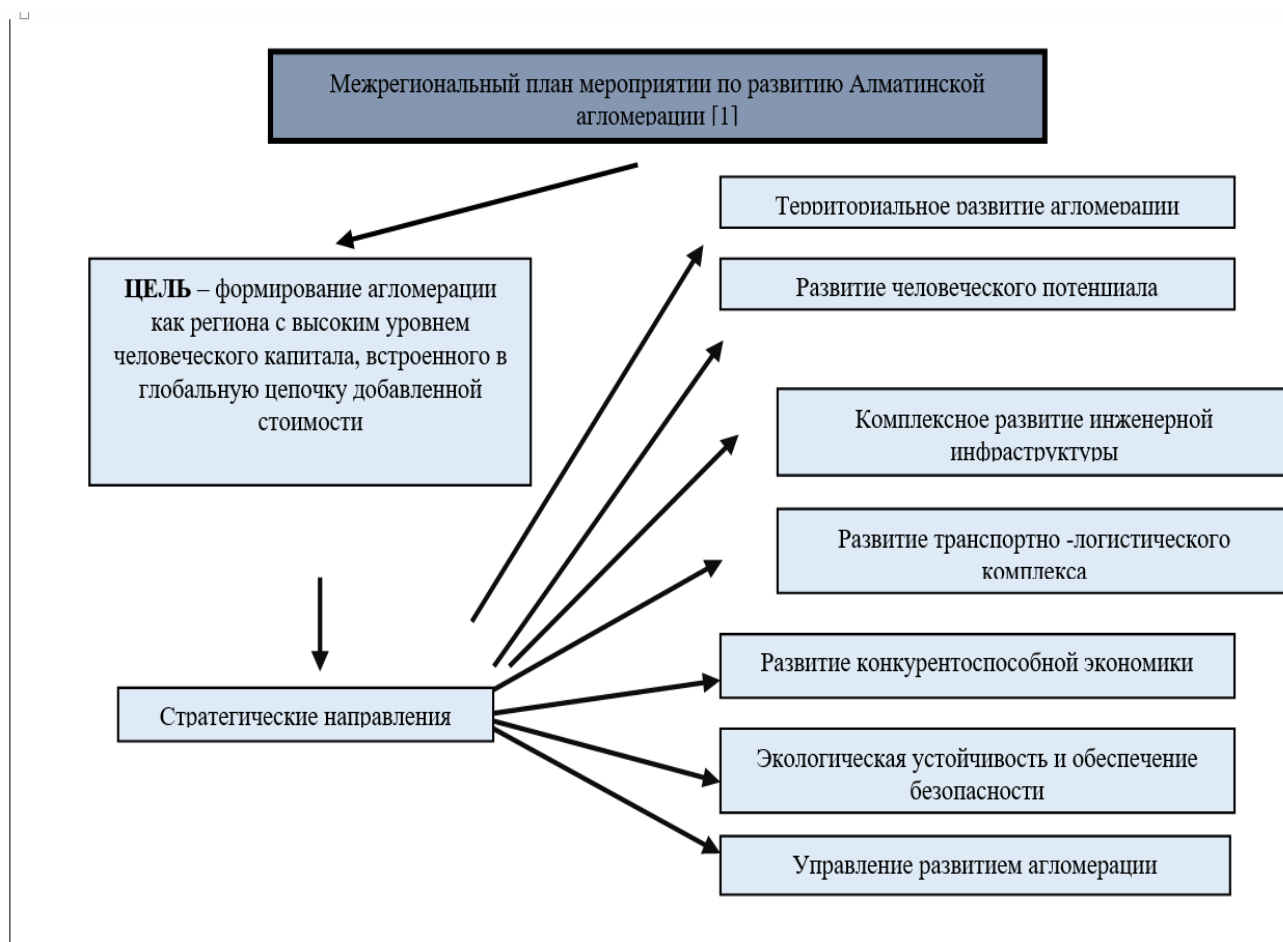 Межрегиональный план мероприятии по развитию Алматинской
агломерации [1]
Территориальное развитие агломерации
ЦЕЛЬ – формирование агломерации
как региона с высоким уровнем
человеческого капитала, встроенного в
глобальную цепочку добавленной
стоимости
Развитие человеческого потенциала
Комплексное развитие инженерной
инфраструктуры
Развитие транспортно -логистического
комплекса
Развитие конкурентоспособной экономики
Стратегические направления
Экологическая устойчивость и обеспечение
безопасности
Управление развитием агломерации